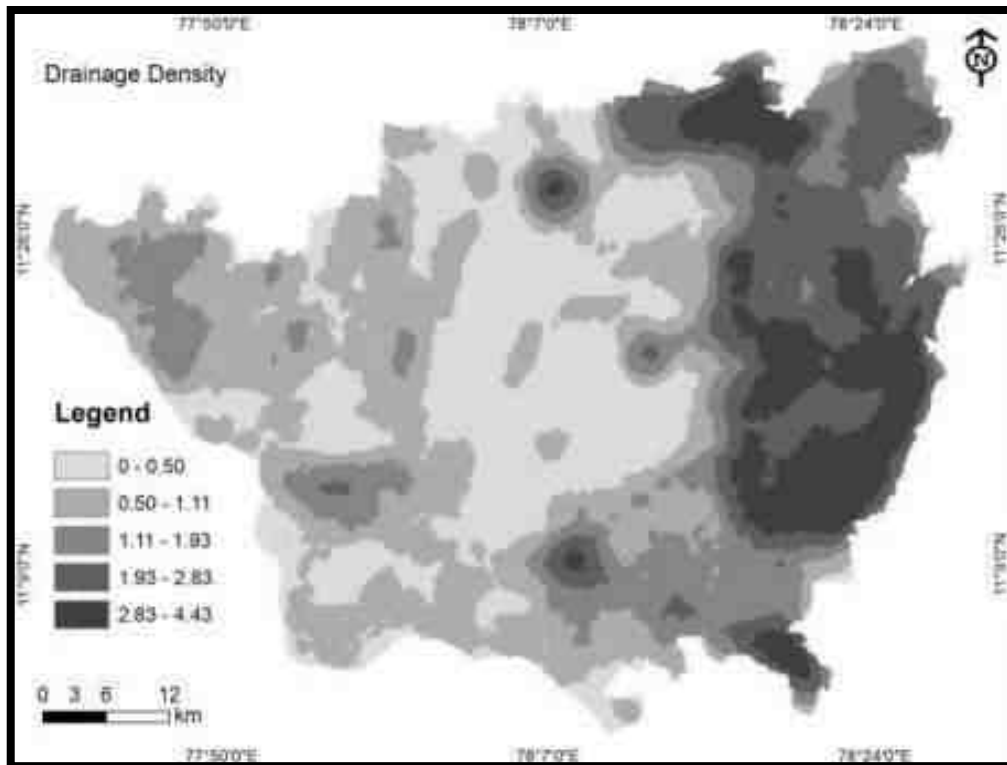 77°50'0"E 78°7'0"E 78°24'0"E
Drainage Density
N
Legend
0 - 0.50
0.50 - 1.11
1.11 - 1.93
1.93 - 2.83
2.83 - 4.43
0 3 6 12
km
77°50'0"E 78°7'0"E 78°24'0"E